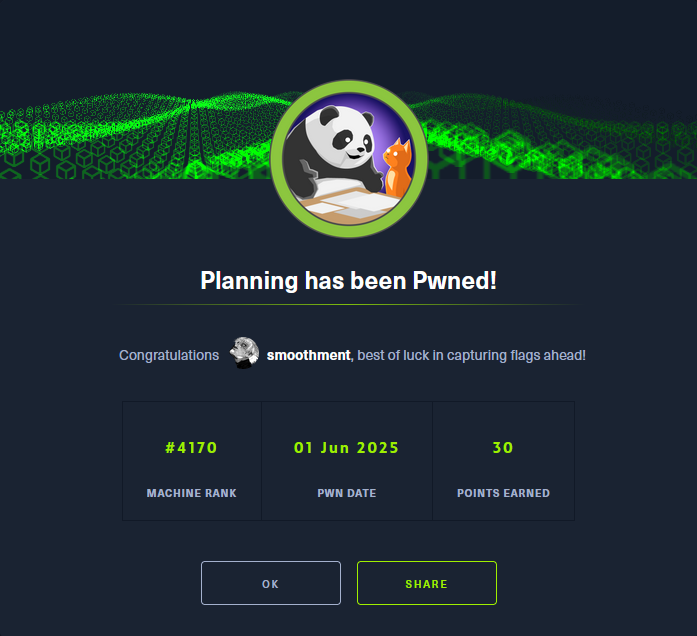 Planning has been Pwned!
Congratulations smoothment, best of luck in capturing flags ahead!
#4170 01 Jun 2025 30
MACHINE RANK PWN DATE POINTS EARNED
OK SHARE